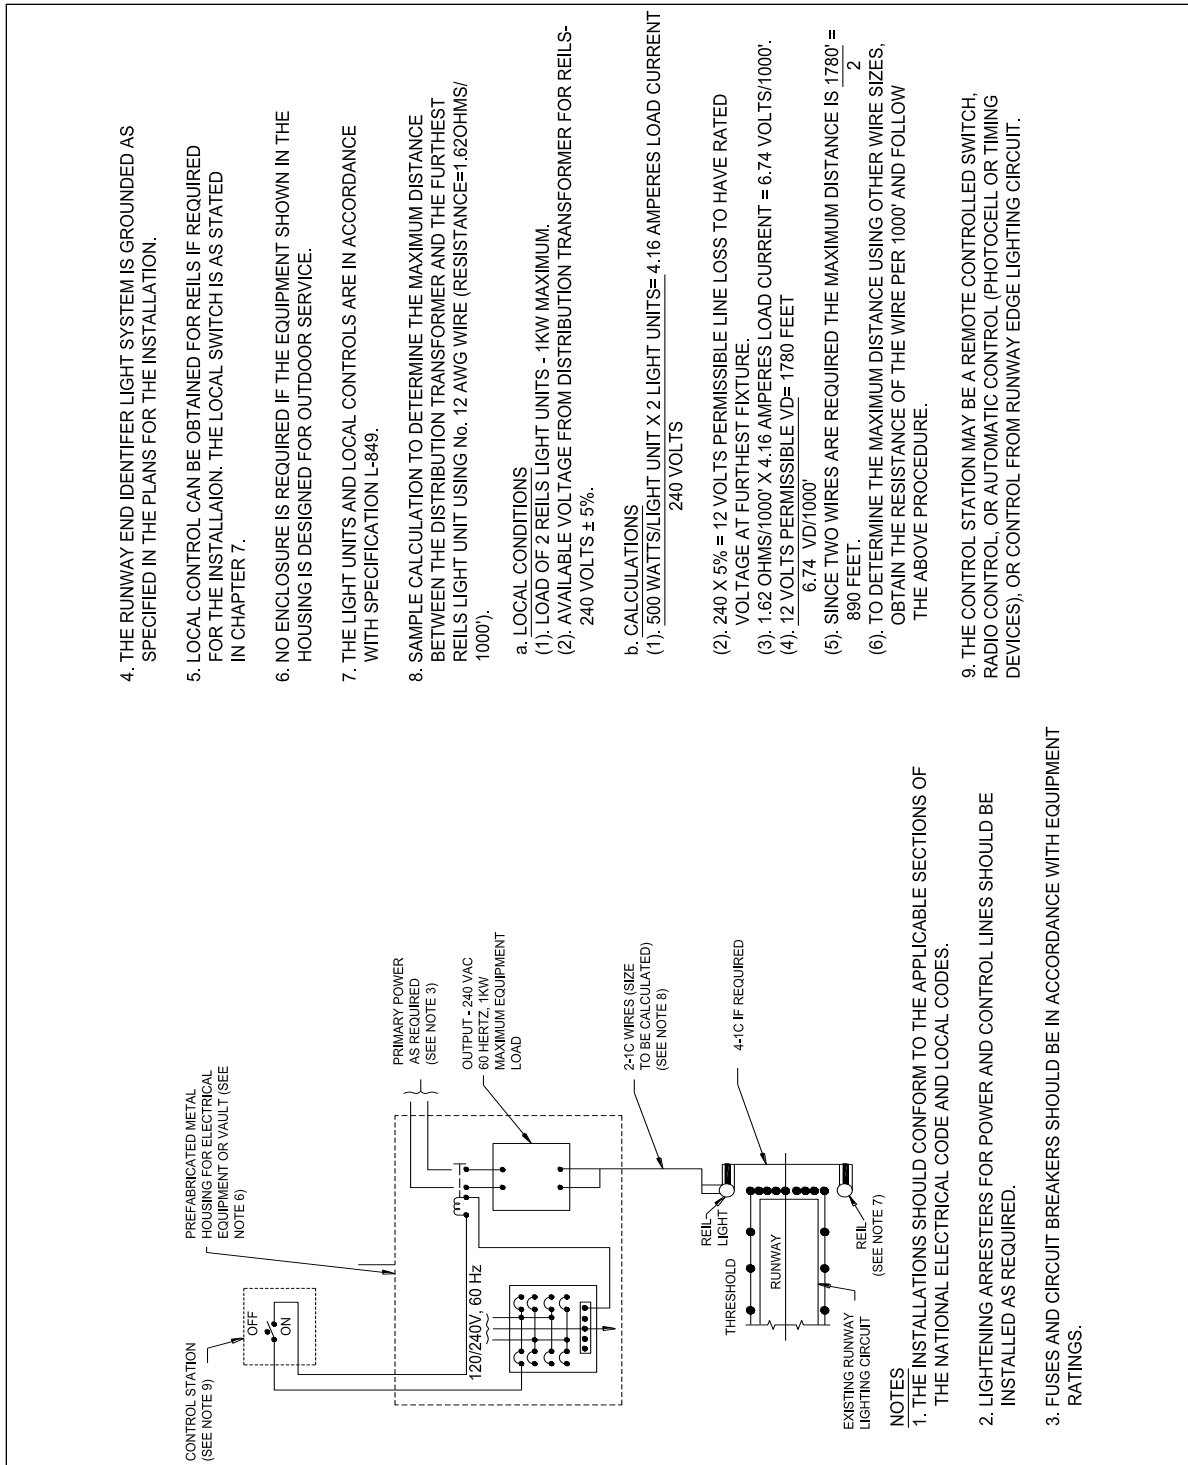 CONTROL STATION
(SEE NOTE 9)
OFF
ON
PREFABRICATED METAL
HOUSING FOR ELECTRICAL
EQUIPMENT OR VAULT (SEE
NOTE 6)
120/240V, 60 Hz
PRIMARY POWER
AS REQUIRED
(SEE NOTE 3)
OUTPUT - 240 VAC
60 HERTZ, 1KW
MAXIMUM EQUIPMENT
LOAD
2-1C WIRES (SIZE
TO BE CALCULATED)
(SEE NOTE 8)
4-1C IF REQUIRED
REIL
LIGHT
THRESHOLD
RUNWAY
REIL
(SEE NOTE 7)
EXISTING RUNWAY
LIGHTING CIRCUIT
NOTES
1. THE INSTALLATIONS SHOULD CONFORM TO THE APPLICABLE SECTIONS OF
THE NATIONAL ELECTRICAL CODE AND LOCAL CODES.
2. LIGHTENING ARRESTERS FOR POWER AND CONTROL LINES SHOULD BE
INSTALLED AS REQUIRED.
3. FUSES AND CIRCUIT BREAKERS SHOULD BE IN ACCORDANCE WITH EQUIPMENT
RATINGS.
4. THE RUNWAY END IDENTIFER LIGHT SYSTEM IS GROUNDED AS
SPECIFIED IN THE PLANS FOR THE INSTALLATION.
5. LOCAL CONTROL CAN BE OBTAINED FOR REILS IF REQUIRED
FOR THE INSTALLAION. THE LOCAL SWITCH IS AS STATED
IN CHAPTER 7.
6. NO ENCLOSURE IS REQUIRED IF THE EQUIPMENT SHOWN IN THE
HOUSING IS DESIGNED FOR OUTDOOR SERVICE.
7. THE LIGHT UNITS AND LOCAL CONTROLS ARE IN ACCORDANCE
WITH SPECIFICATION L-849.
8. SAMPLE CALCULATION TO DETERMINE THE MAXIMUM DISTANCE
BETWEEN THE DISTRIBUTION TRANSFORMER AND THE FURTHEST
REILS LIGHT UNIT USING No. 12 AWG WIRE (RESISTANCE=1.62OHMS/
1000').
a. LOCAL CONDITIONS
(1). LOAD OF 2 REILS LIGHT UNITS - 1KW MAXIMUM.
(2). AVAILABLE VOLTAGE FROM DISTRIBUTION TRANSFORMER FOR REILS-
240 VOLTS ± 5%.
b. CALCULATIONS
(1). 500 WATTS/LIGHT UNIT X 2 LIGHT UNITS= 4.16 AMPERES LOAD CURRENT
240 VOLTS
(2). 240 X 5% = 12 VOLTS PERMISSIBLE LINE LOSS TO HAVE RATED
VOLTAGE AT FURTHEST FIXTURE.
(3). 1.62 OHMS/1000' X 4.16 AMPERES LOAD CURRENT = 6.74 VOLTS/1000'.
(4). 12 VOLTS PERMISSIBLE VD= 1780 FEET
6.74 VD/1000'
(5). SINCE TWO WIRES ARE REQUIRED THE MAXIMUM DISTANCE IS 1780' =
2
890 FEET.
(6). TO DETERMINE THE MAXIMUM DISTANCE USING OTHER WIRE SIZES,
OBTAIN THE RESISTANCE OF THE WIRE PER 1000' AND FOLLOW
THE ABOVE PROCEDURE.
9. THE CONTROL STATION MAY BE A REMOTE CONTROLLED SWITCH,
RADIO CONTROL, OR AUTOMATIC CONTROL (PHOTOCELL OR TIMING
DEVICES), OR CONTROL FROM RUNWAY EDGE LIGHTING CIRCUIT.